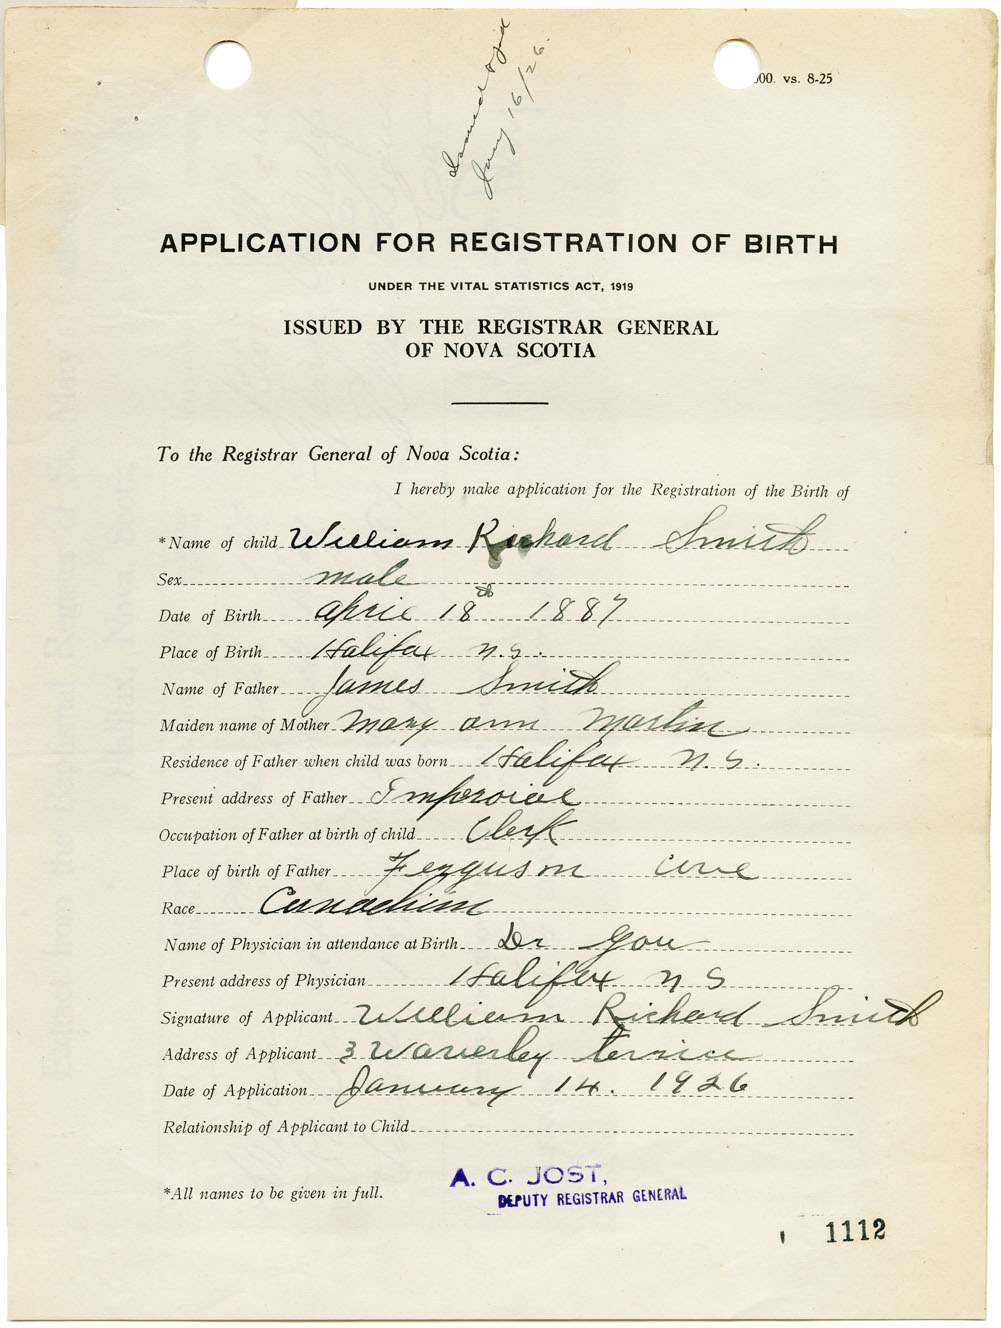 Issued
Jany 16/26.
00. vs. 8-25
APPLICATION FOR REGISTRATION OF BIRTH
UNDER THE VITAL STATISTICS ACT, 1919
ISSUED BY THE REGISTRAR GENERAL
OF NOVA SCOTIA
To the Registrar General of Nova Scotia:
I hereby make application for the Registration of the Birth of
*Name of child William Richard Smith
Sex male
Date of Birth April 18th 1887
Place of Birth Halifax N.S.
Name of Father James Smith
Maiden name of Mother Mary Ann Martin
Residence of Father when child was born Halifax N.S.
Present address of Father
Occupation of Father at birth of child Clerk
Place of birth of Father Ferguson Cove
Race Canadian
Name of Physician in attendance at Birth Dr
Present address of Physician Halifax N S
Signature of Applicant William Richard Smith
Address of Applicant 3 Waverley Terrice
Date of Application January 14. 1926
Relationship of Applicant to Child
A. C. JOST,
*All names to be given in full.
DEPUTY REGISTRAR GENERAL
1112